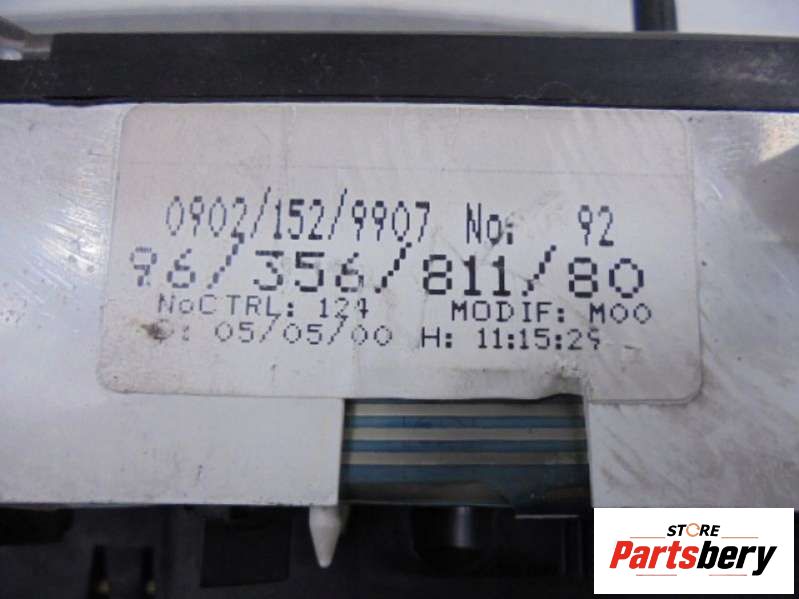 0902/152/9907 No: 92
96/356/811/80
NoCTRL: 124 MODIF: M00
D: 05/05/00 H: 11:15:29
STORE
Partsbery